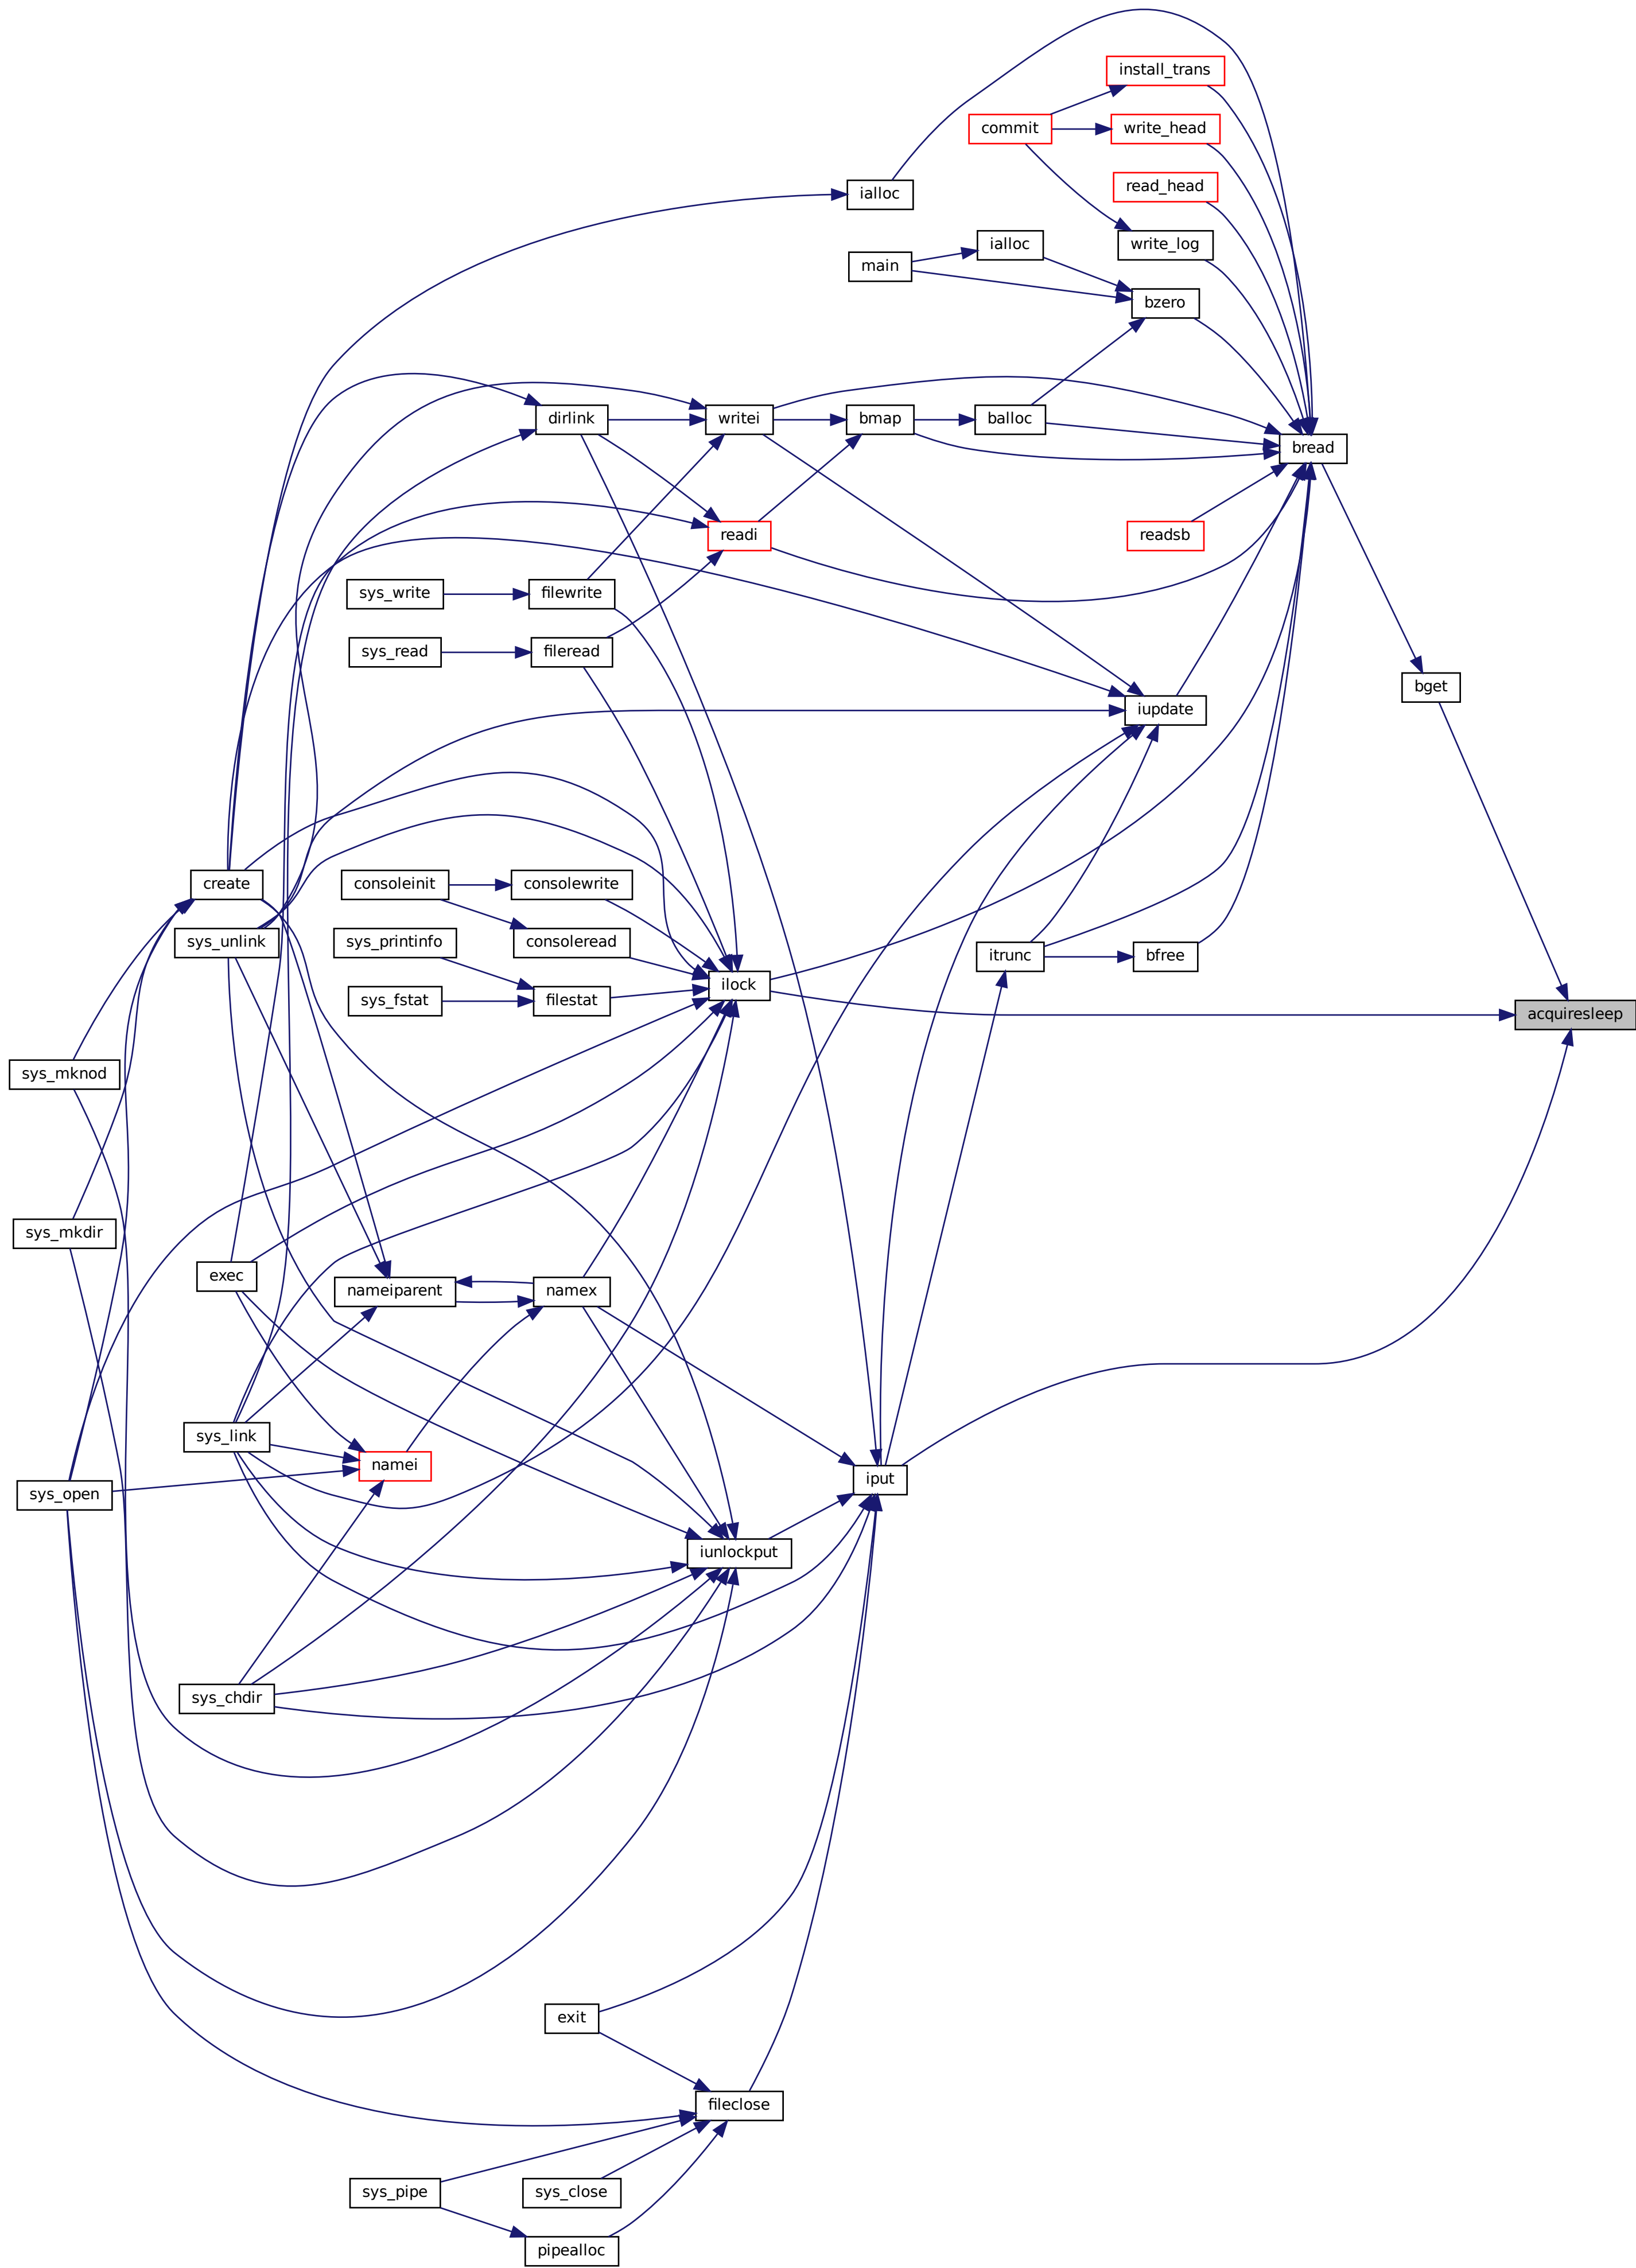 install_trans
commit
write_head
read_head
ialloc
write_log
ialloc
main
bzero
dirlink
writei
bmap
balloc
bread
readi
readsb
sys_write
filewrite
sys_read
fileread
bget
iupdate
create
consoleinit
consolewrite
sys_unlink
sys_printinfo
consoleread
itrunc
bfree
ilock
sys_fstat
filestat
acquiresleep
sys_mknod
sys_mkdir
exec
nameiparent
namex
sys_link
namei
iput
sys_open
iunlockput
sys_chdir
exit
fileclose
sys_pipe
sys_close
pipealloc